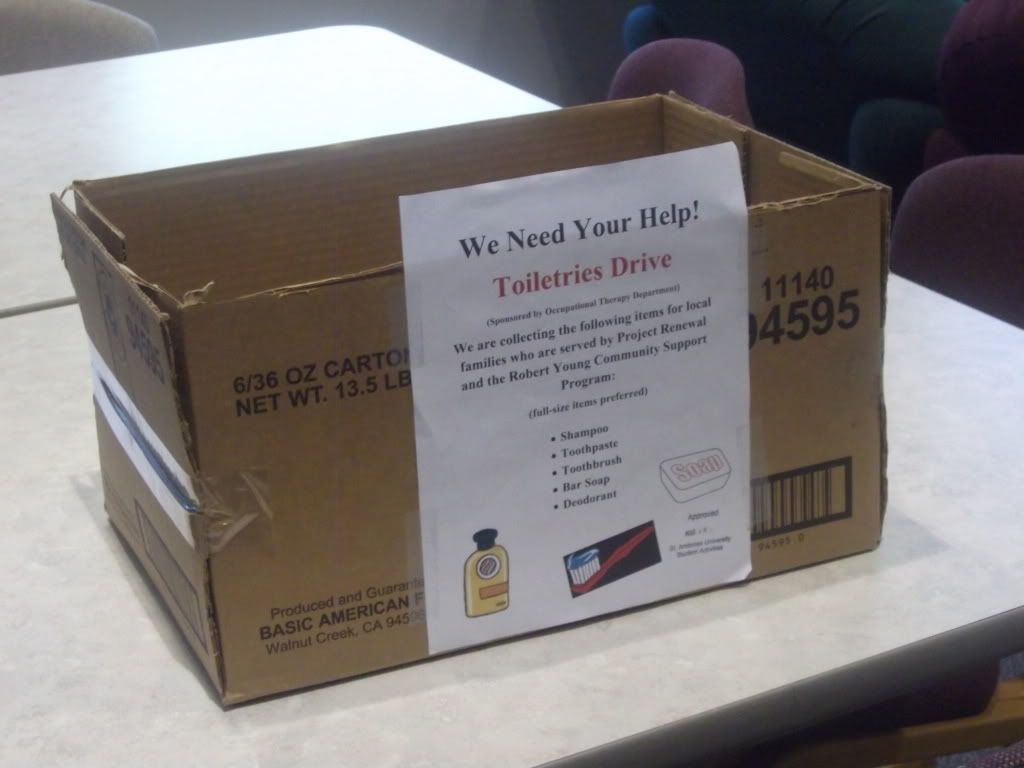 We Need Your Help!
Toiletries Drive
(Sponsored by Occupational Therapy Department)
We are collecting the following items for local
families who are served by Project Renewal
and the Robert Young Community Support
Program:
(full-size items preferred)
• Shampoo
• Toothpaste
• Toothbrush
• Bar Soap
• Deodorant
Soap
Approved
St. Ambrose University
Student Activities
6/36 OZ CARTON
NET WT. 13.5 LB
11140
94595
94595 0
Produced and Guarante
BASIC AMERICAN F
Walnut Creek, CA 94596
94595